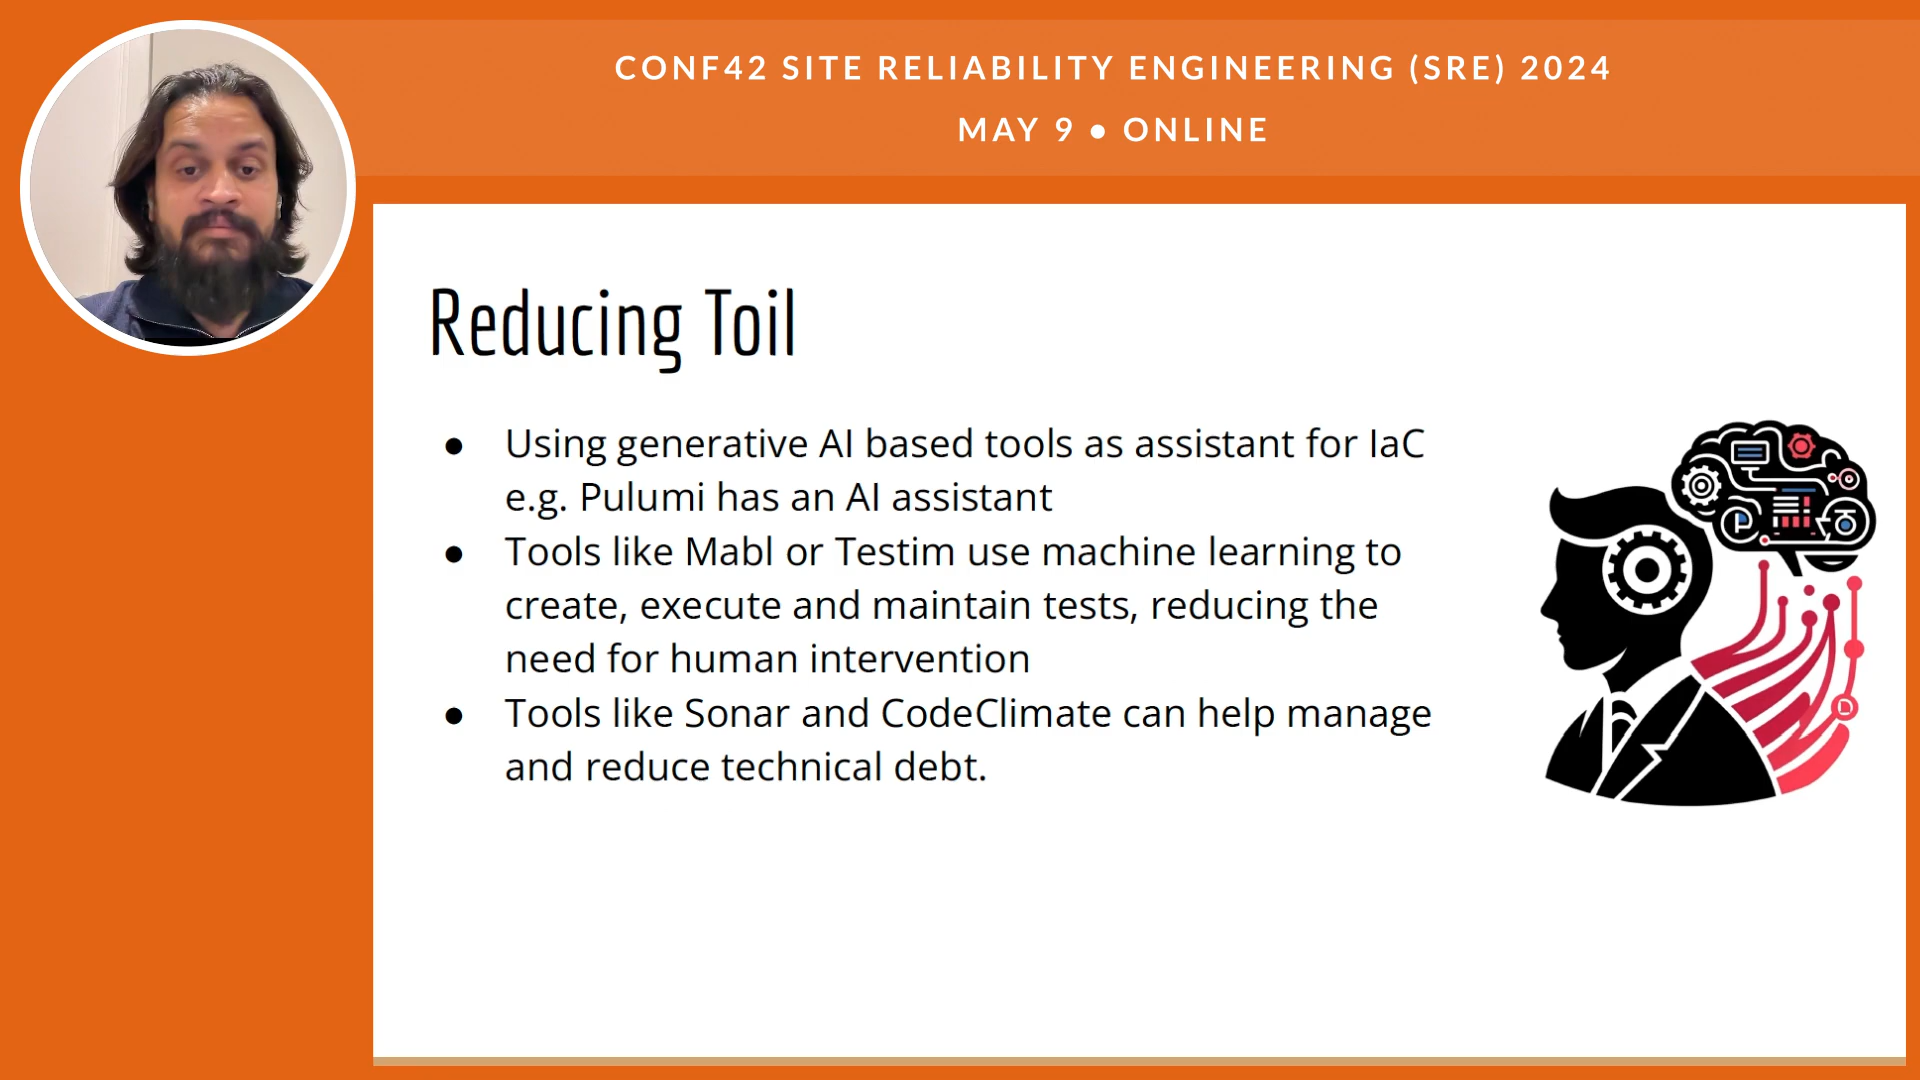 CONF42 SITE RELIABILITY ENGINEERING (SRE) 2024
MAY 9 ● ONLINE
Reducing Toil
● Using generative AI based tools as assistant for IaC
e.g. Pulumi has an AI assistant
● Tools like Mabl or Testim use machine learning to
create, execute and maintain tests, reducing the
need for human intervention
● Tools like Sonar and CodeClimate can help manage
and reduce technical debt.